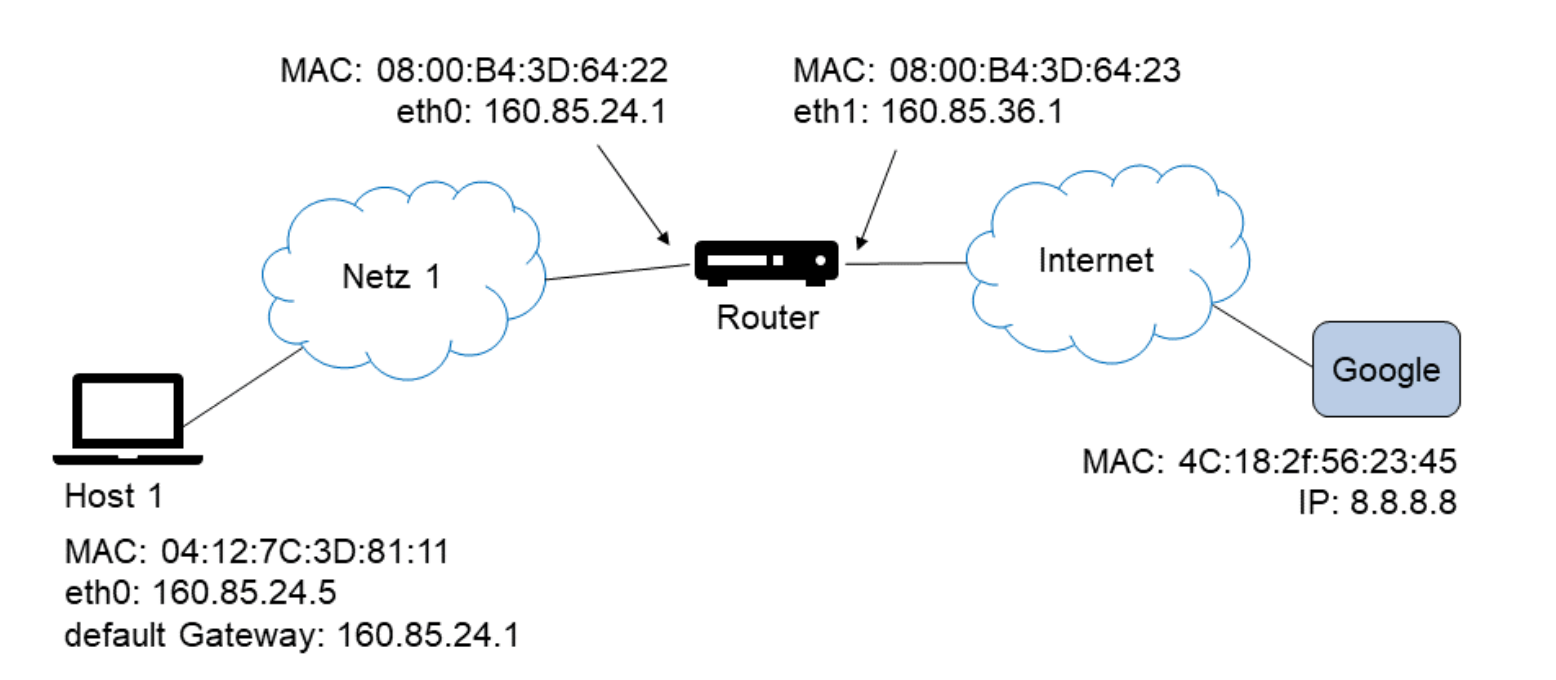 MAC: 08:00:B4:3D:64:22
eth0: 160.85.24.1
MAC: 08:00:B4:3D:64:23
eth1: 160.85.36.1
Netz 1
Router
Internet
Google
MAC: 4C:18:2f:56:23:45
IP: 8.8.8.8
Host 1
MAC: 04:12:7C:3D:81:11
eth0: 160.85.24.5
default Gateway: 160.85.24.1